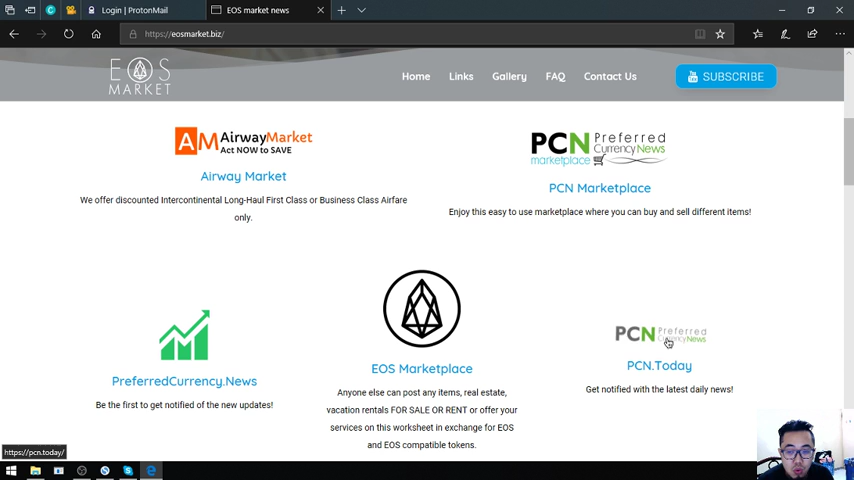 Login | ProtonMail
EOS market news
https://eosmarket.biz/
EOS
MARKET
Home
Links
Gallery
FAQ
Contact Us
You Tube
SUBSCRIBE
AM AirwayMarket
Act NOW to SAVE
Airway Market
We offer discounted Intercontinental Long-Haul First Class or Business Class Airfare
only.
PCN Preferred
Currency News
marketplace
PCN Marketplace
Enjoy this easy to use marketplace where you can buy and sell different items!
PreferredCurrency.News
Be the first to get notified of the new updates!
EOS Marketplace
Anyone else can post any items, real estate,
vacation rentals FOR SALE OR RENT or offer your
services on this worksheet in exchange for EOS
and EOS compatible tokens.
PCN Preferred
Currency News
PCN.Today
Get notified with the latest daily news!
https://pcn.today/